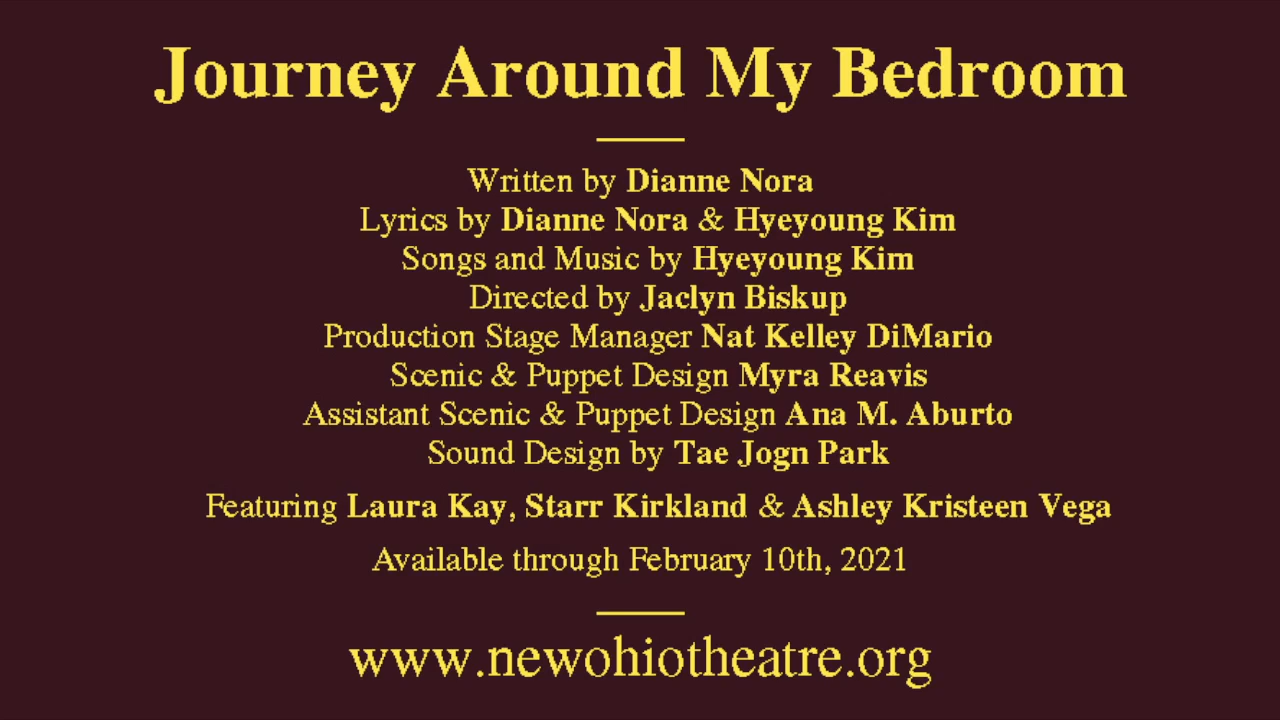 Journey Around My Bedroom
Written by Dianne Nora
Lyrics by Dianne Nora & Hyeyoung Kim
Songs and Music by Hyeyoung Kim
Directed by Jaclyn Biskup
Production Stage Manager Nat Kelley DiMario
Scenic & Puppet Design Myra Reavis
Assistant Scenic & Puppet Design Ana M. Aburto
Sound Design by Tae Jogn Park
Featuring Laura Kay, Starr Kirkland & Ashley Kristeen Vega
Available through February 10th, 2021
www.newohiotheatre.org